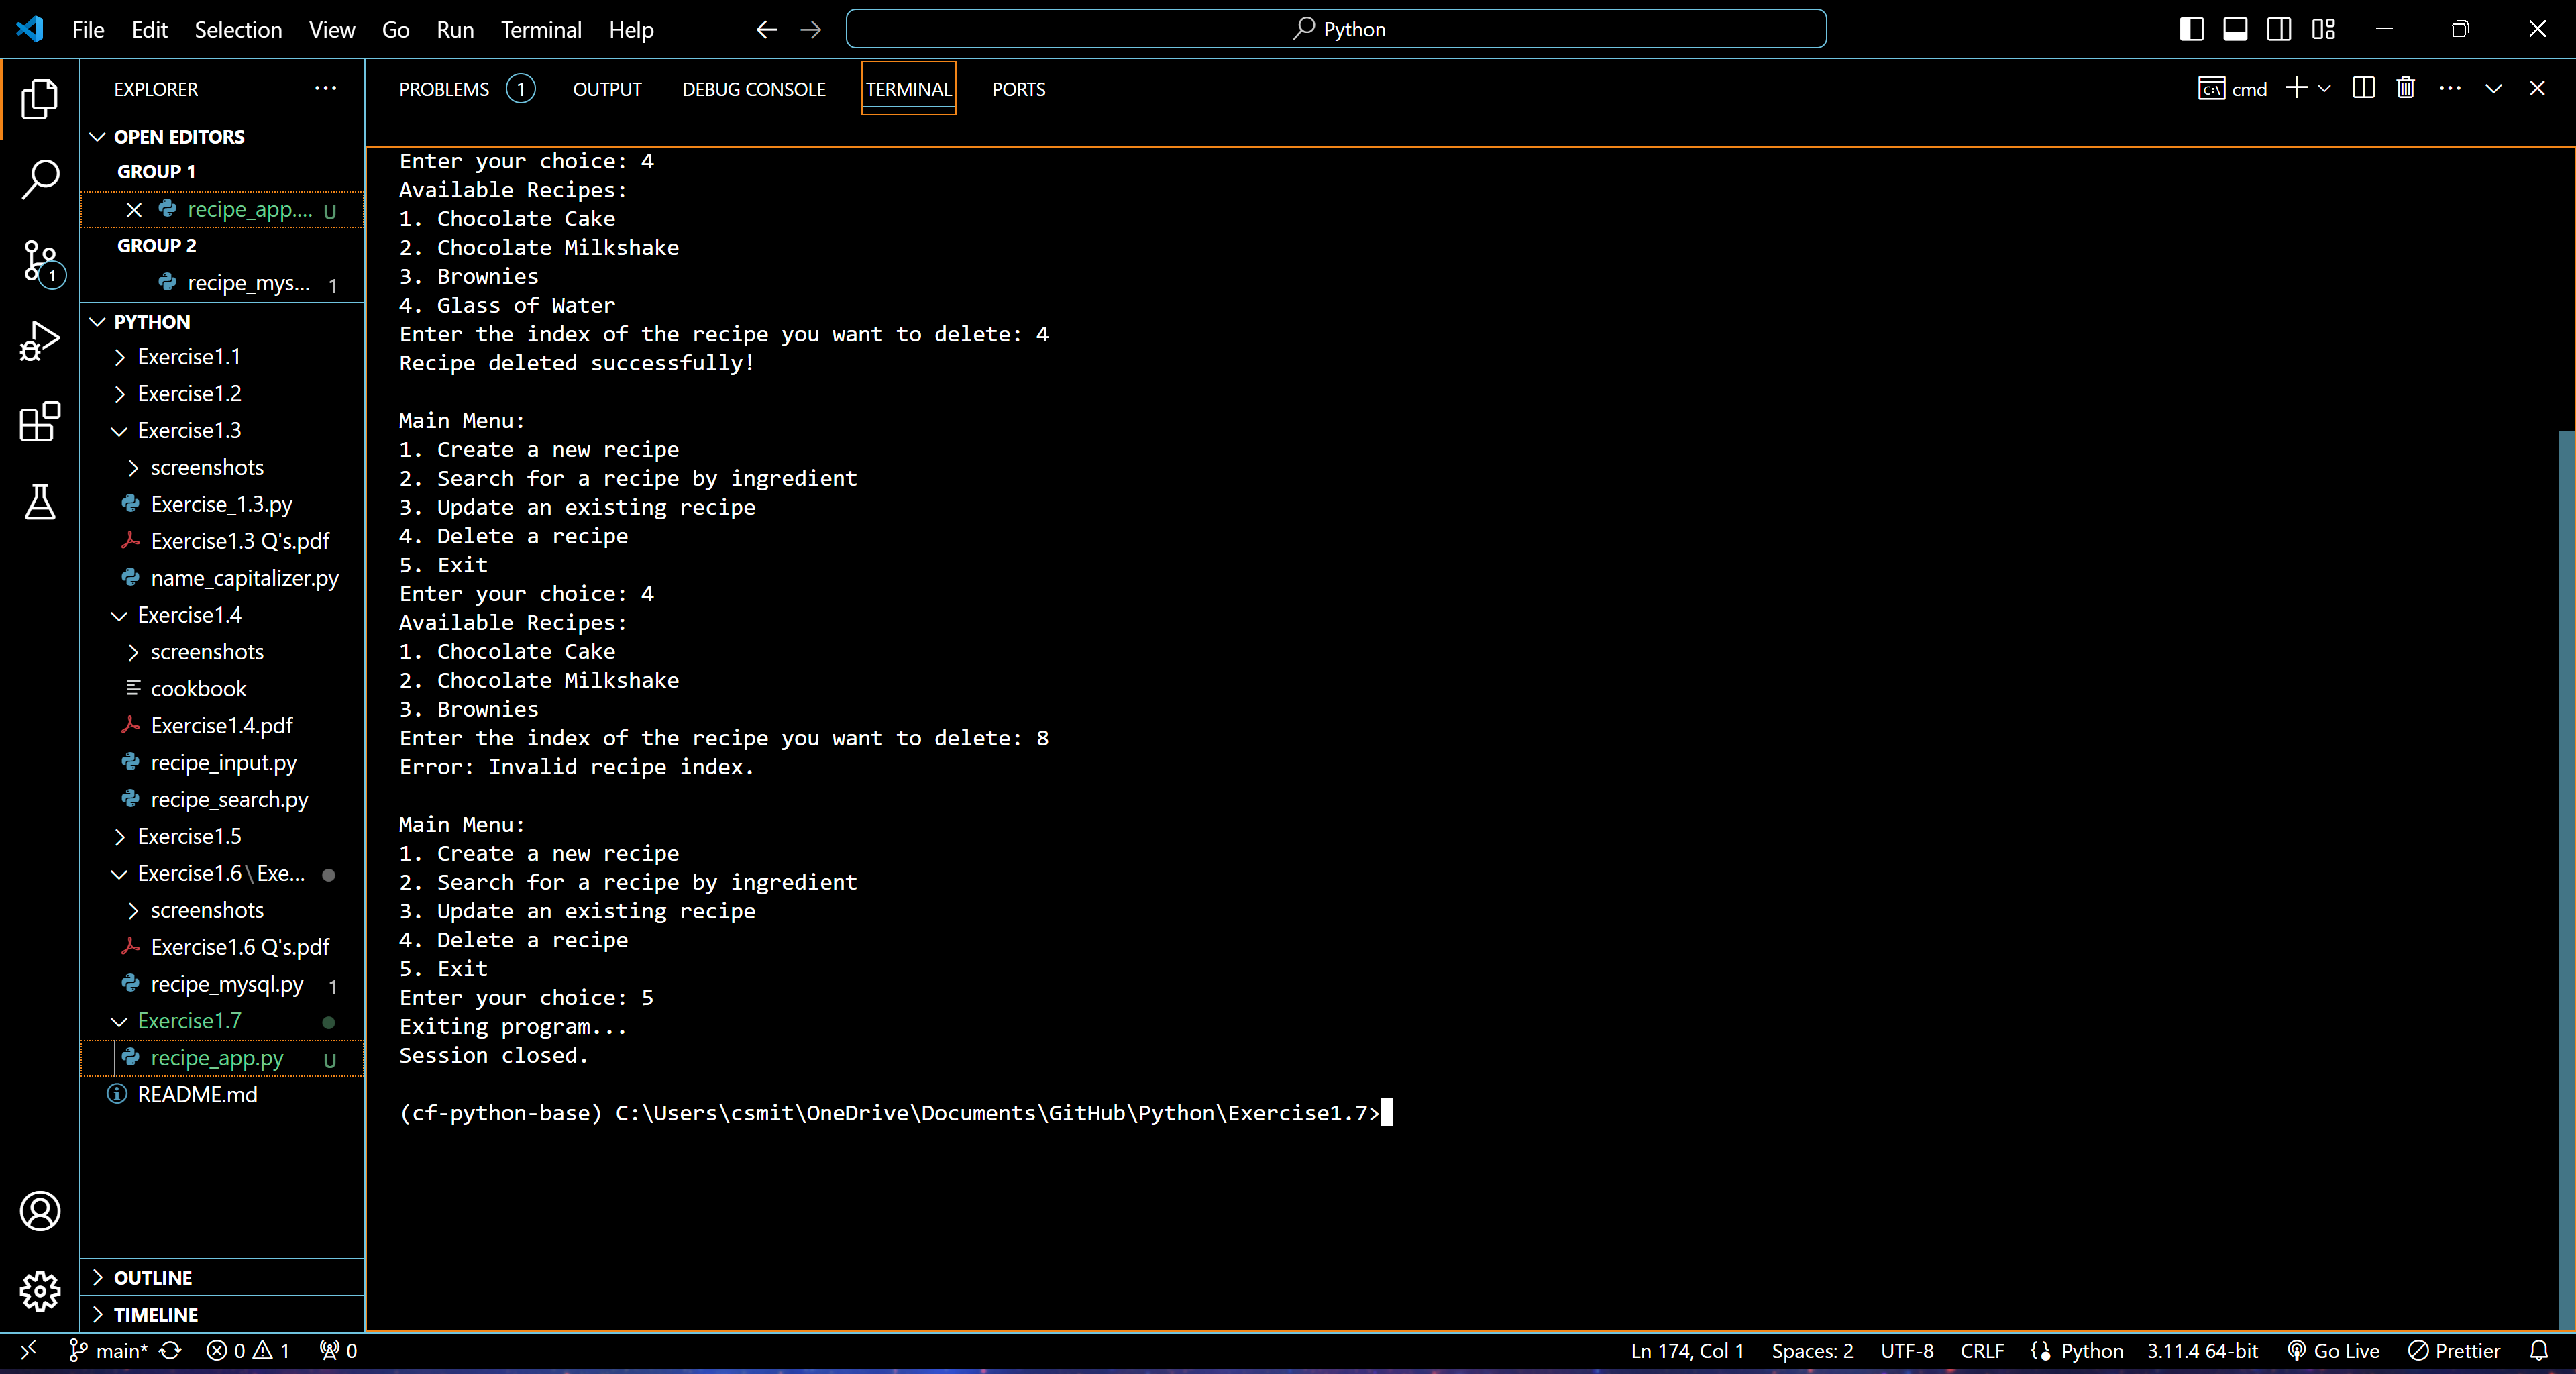 File Edit Selection View Go Run Terminal Help Python
EXPLORER
OPEN EDITORS
GROUP 1
recipe_app.... U
GROUP 2
recipe_mys... 1
PYTHON
Exercise1.1
Exercise1.2
Exercise1.3
screenshots
Exercise_1.3.py
Exercise1.3 Q's.pdf
name_capitalizer.py
Exercise1.4
screenshots
cookbook
Exercise1.4.pdf
recipe_input.py
recipe_search.py
Exercise1.5
Exercise1.6\Exe...
screenshots
Exercise1.6 Q's.pdf
recipe_mysql.py 1
Exercise1.7
recipe_app.py U
README.md
OUTLINE
TIMELINE
1
PROBLEMS 1 OUTPUT DEBUG CONSOLE TERMINAL PORTS cmd
Enter your choice: 4
Available Recipes:
1. Chocolate Cake
2. Chocolate Milkshake
3. Brownies
4. Glass of Water
Enter the index of the recipe you want to delete: 4
Recipe deleted successfully!
Main Menu:
1. Create a new recipe
2. Search for a recipe by ingredient
3. Update an existing recipe
4. Delete a recipe
5. Exit
Enter your choice: 4
Available Recipes:
1. Chocolate Cake
2. Chocolate Milkshake
3. Brownies
Enter the index of the recipe you want to delete: 8
Error: Invalid recipe index.
Main Menu:
1. Create a new recipe
2. Search for a recipe by ingredient
3. Update an existing recipe
4. Delete a recipe
5. Exit
Enter your choice: 5
Exiting program...
Session closed.
(cf-python-base) C:\Users\csmit\OneDrive\Documents\GitHub\Python\Exercise1.7>
main* 0 1 0 Ln 174, Col 1 Spaces: 2 UTF-8 CRLF Python 3.11.4 64-bit Go Live Prettier